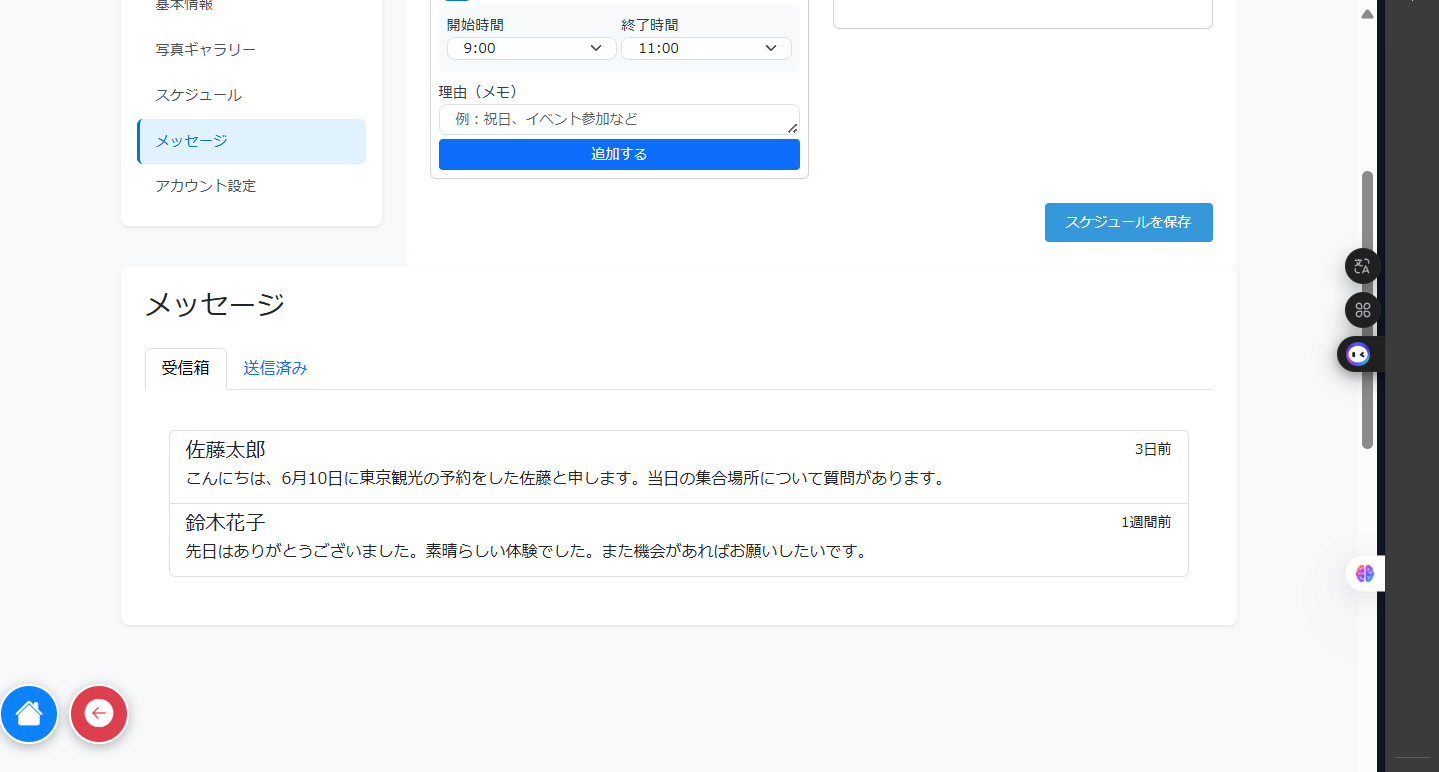 基本情報
写真ギャラリー
スケジュール
メッセージ
アカウント設定
開始時間 終了時間
9:00 11:00
理由（メモ）
例：祝日、イベント参加など
追加する
スケジュールを保存
メッセージ
受信箱 送信済み
佐藤太郎 3日前
こんにちは、6月10日に東京観光の予約をした佐藤と申します。当日の集合場所について質問があります。
鈴木花子 1週間前
先日はありがとうございました。素晴らしい体験でした。また機会があればお願いしたいです。